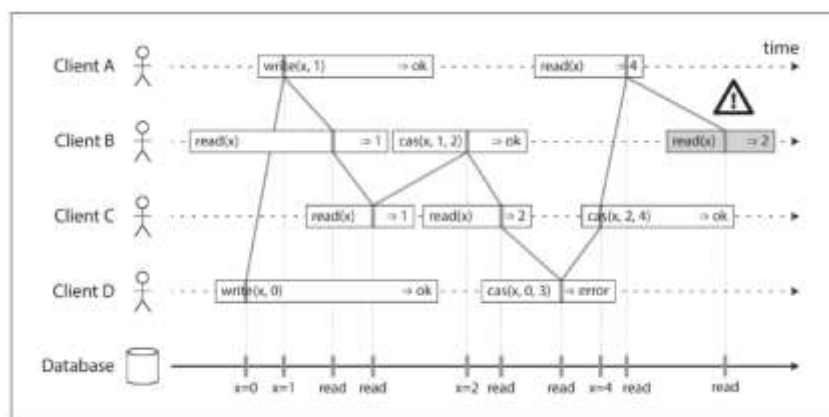 time
Client A write(x, 1) ⇒ ok read(x) ⇒ 4
Client B read(x) ⇒ 1 cas(x, 1, 2) ⇒ ok read(x) ⇒ 2
Client C read(x) ⇒ 1 read(x) ⇒ 2 cas(x, 2, 4) ⇒ ok
Client D write(x, 0) ⇒ ok cas(x, 0, 3) ⇒ error
Database
x=0 x=1 read read x=2 read read x=4 read read